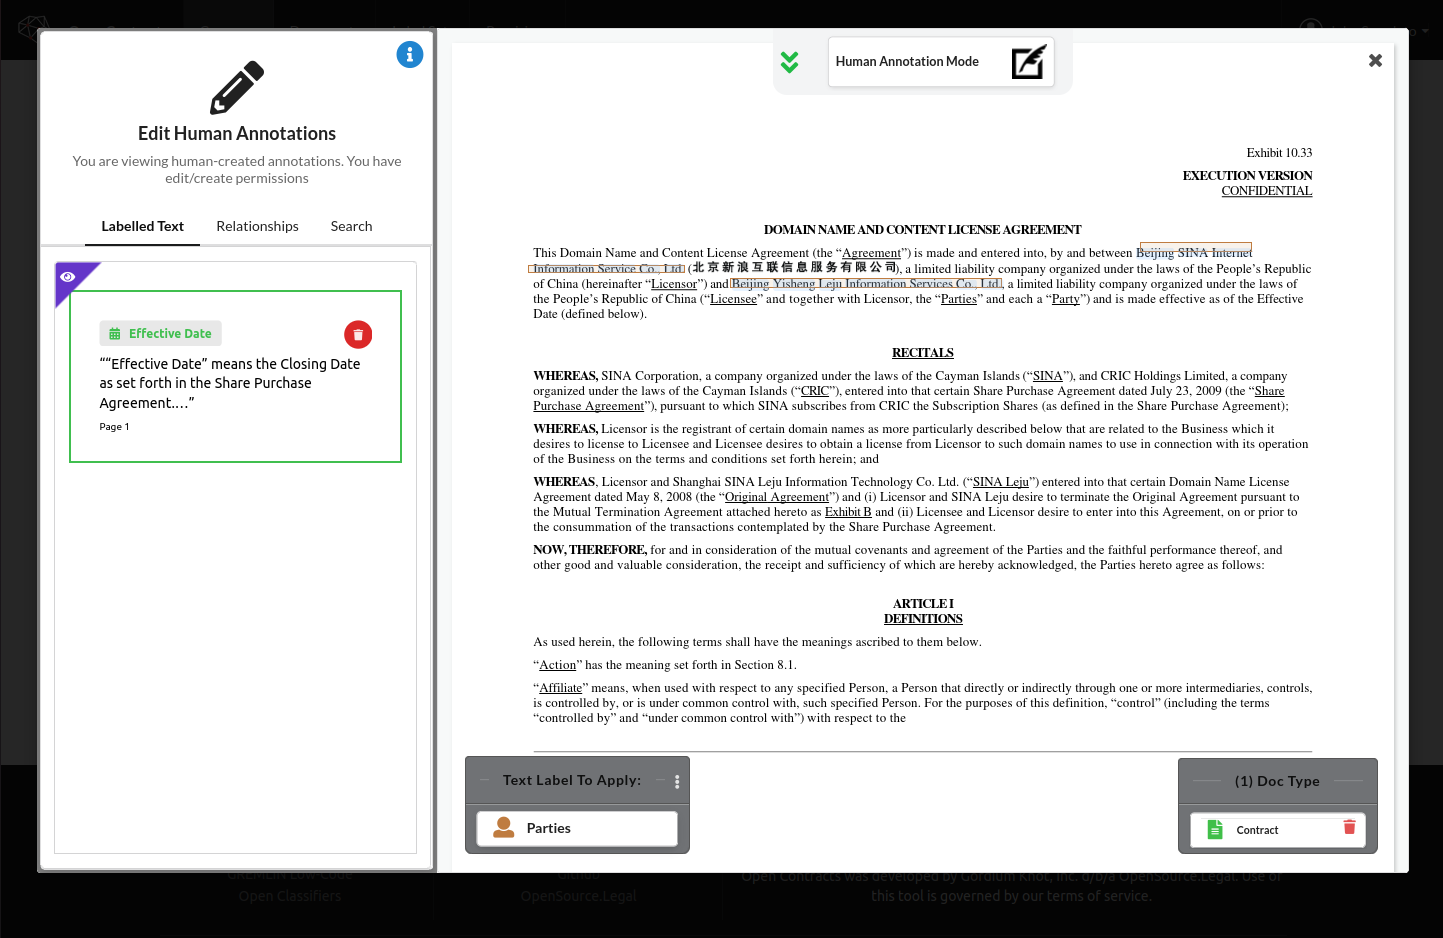 Edit Human Annotations
You are viewing human-created annotations. You have
edit/create permissions
Labelled Text
Relationships
Search
Effective Date
““Effective Date” means the Closing Date
as set forth in the Share Purchase
Agreement.…”
Page 1
Human Annotation Mode
Exhibit 10.33
EXECUTION VERSION
CONFIDENTIAL
DOMAIN NAME AND CONTENT LICENSE AGREEMENT
This Domain Name and Content License Agreement (the “Agreement”) is made and entered into, by and between Beijing SINA Internet
Information Service Co., Ltd. (北京新浪互联信息服务有限公司), a limited liability company organized under the laws of the People’s Republic
of China (hereinafter “Licensor”) and Beijing Yisheng Leju Information Services Co., Ltd., a limited liability company organized under the laws of
the People’s Republic of China (“Licensee” and together with Licensor, the “Parties” and each a “Party”) and is made effective as of the Effective
Date (defined below).
RECITALS
WHEREAS, SINA Corporation, a company organized under the laws of the Cayman Islands (“SINA”), and CRIC Holdings Limited, a company
organized under the laws of the Cayman Islands (“CRIC”), entered into that certain Share Purchase Agreement dated July 23, 2009 (the “Share
Purchase Agreement”), pursuant to which SINA subscribes from CRIC the Subscription Shares (as defined in the Share Purchase Agreement);
WHEREAS, Licensor is the registrant of certain domain names as more particularly described below that are related to the Business which it
desires to license to Licensee and Licensee desires to obtain a license from Licensor to such domain names to use in connection with its operation
of the Business on the terms and conditions set forth herein; and
WHEREAS, Licensor and Shanghai SINA Leju Information Technology Co. Ltd. (“SINA Leju”) entered into that certain Domain Name License
Agreement dated May 8, 2008 (the “Original Agreement”) and (i) Licensor and SINA Leju desire to terminate the Original Agreement pursuant to
the Mutual Termination Agreement attached hereto as Exhibit B and (ii) Licensee and Licensor desire to enter into this Agreement, on or prior to
the consummation of the transactions contemplated by the Share Purchase Agreement.
NOW, THEREFORE, for and in consideration of the mutual covenants and agreement of the Parties and the faithful performance thereof, and
other good and valuable consideration, the receipt and sufficiency of which are hereby acknowledged, the Parties hereto agree as follows:
ARTICLE I
DEFINITIONS
As used herein, the following terms shall have the meanings ascribed to them below.
“Action” has the meaning set forth in Section 8.1.
“Affiliate” means, when used with respect to any specified Person, a Person that directly or indirectly through one or more intermediaries, controls,
is controlled by, or is under common control with, such specified Person. For the purposes of this definition, “control” (including the terms
“controlled by” and “under common control with”) with respect to the
Text Label To Apply:
Parties
(1) Doc Type
Contract
GREMLIN Low-Code
Open Classifiers
Github
OpenSource.Legal
Open Contracts was developed by Gordium Knot, Inc. d/b/a OpenSource.Legal. Use of
this tool is governed by our terms of service.